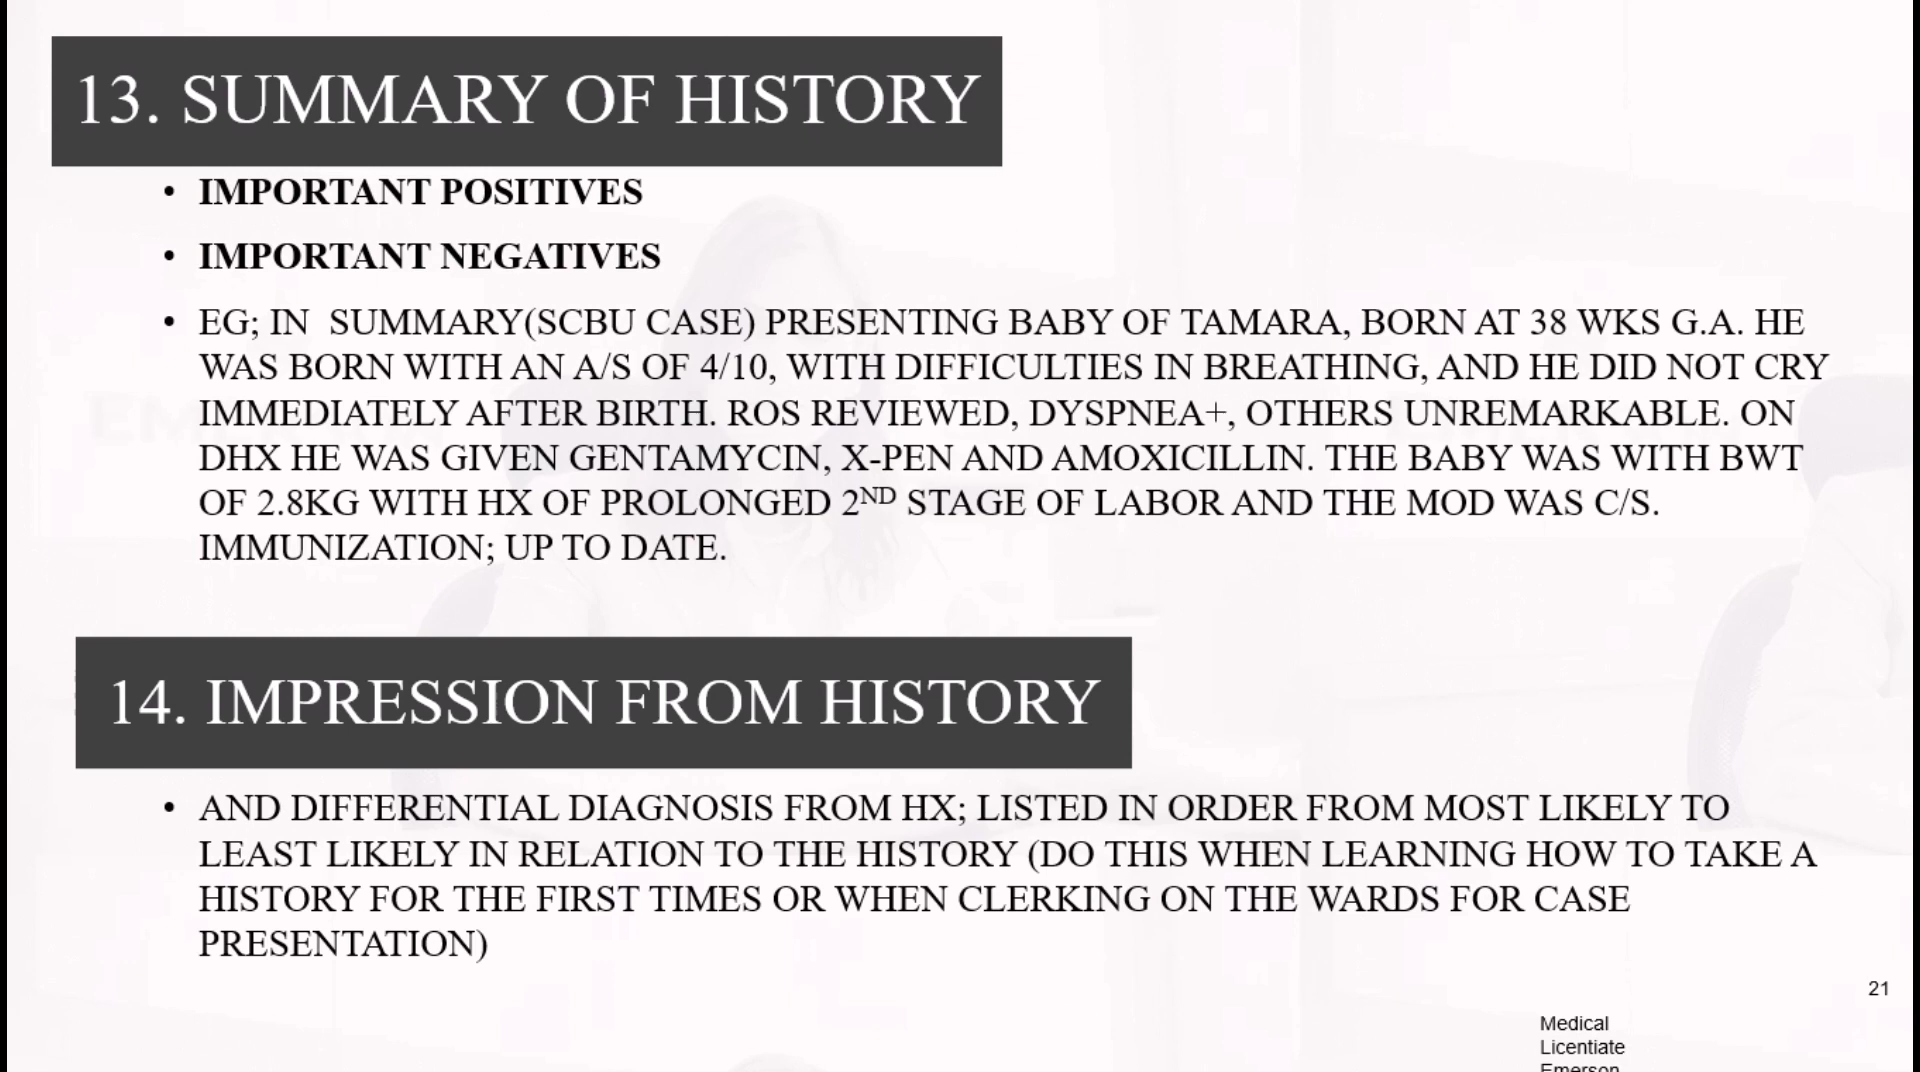 13. SUMMARY OF HISTORY
• IMPORTANT POSITIVES
• IMPORTANT NEGATIVES
• EG; IN SUMMARY(SCBU CASE) PRESENTING BABY OF TAMARA, BORN AT 38 WKS G.A. HE
WAS BORN WITH AN A/S OF 4/10, WITH DIFFICULTIES IN BREATHING, AND HE DID NOT CRY
IMMEDIATELY AFTER BIRTH. ROS REVIEWED, DYSPNEA+, OTHERS UNREMARKABLE. ON
DHX HE WAS GIVEN GENTAMYCIN, X-PEN AND AMOXICILLIN. THE BABY WAS WITH BWT
OF 2.8KG WITH HX OF PROLONGED 2ND STAGE OF LABOR AND THE MOD WAS C/S.
IMMUNIZATION; UP TO DATE.
14. IMPRESSION FROM HISTORY
• AND DIFFERENTIAL DIAGNOSIS FROM HX; LISTED IN ORDER FROM MOST LIKELY TO
LEAST LIKELY IN RELATION TO THE HISTORY (DO THIS WHEN LEARNING HOW TO TAKE A
HISTORY FOR THE FIRST TIMES OR WHEN CLERKING ON THE WARDS FOR CASE
PRESENTATION)
21
Medical
Licentiate
Emerson